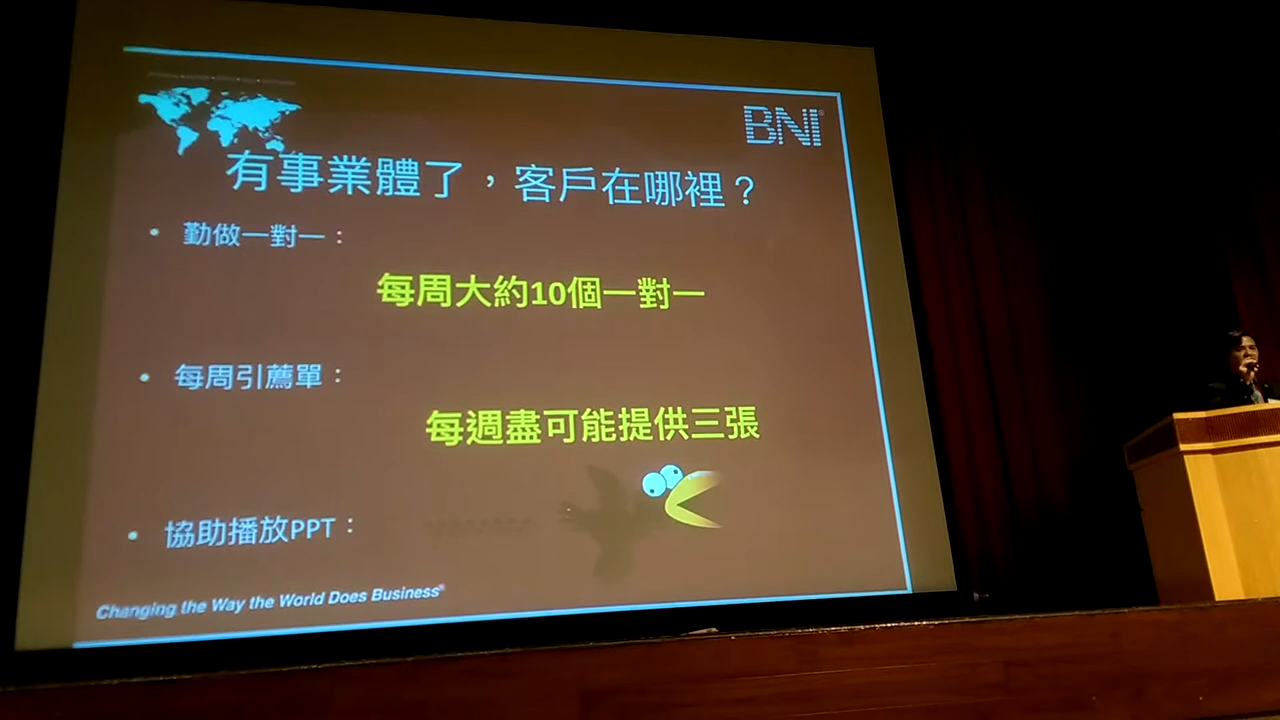 BNI
有事業體了，客戶在哪裡？
• 勤做一對一：
每周大約10個一對一
• 每周引薦單：
每週盡可能提供三張
• 協助播放PPT：
Changing the Way the World Does Business®